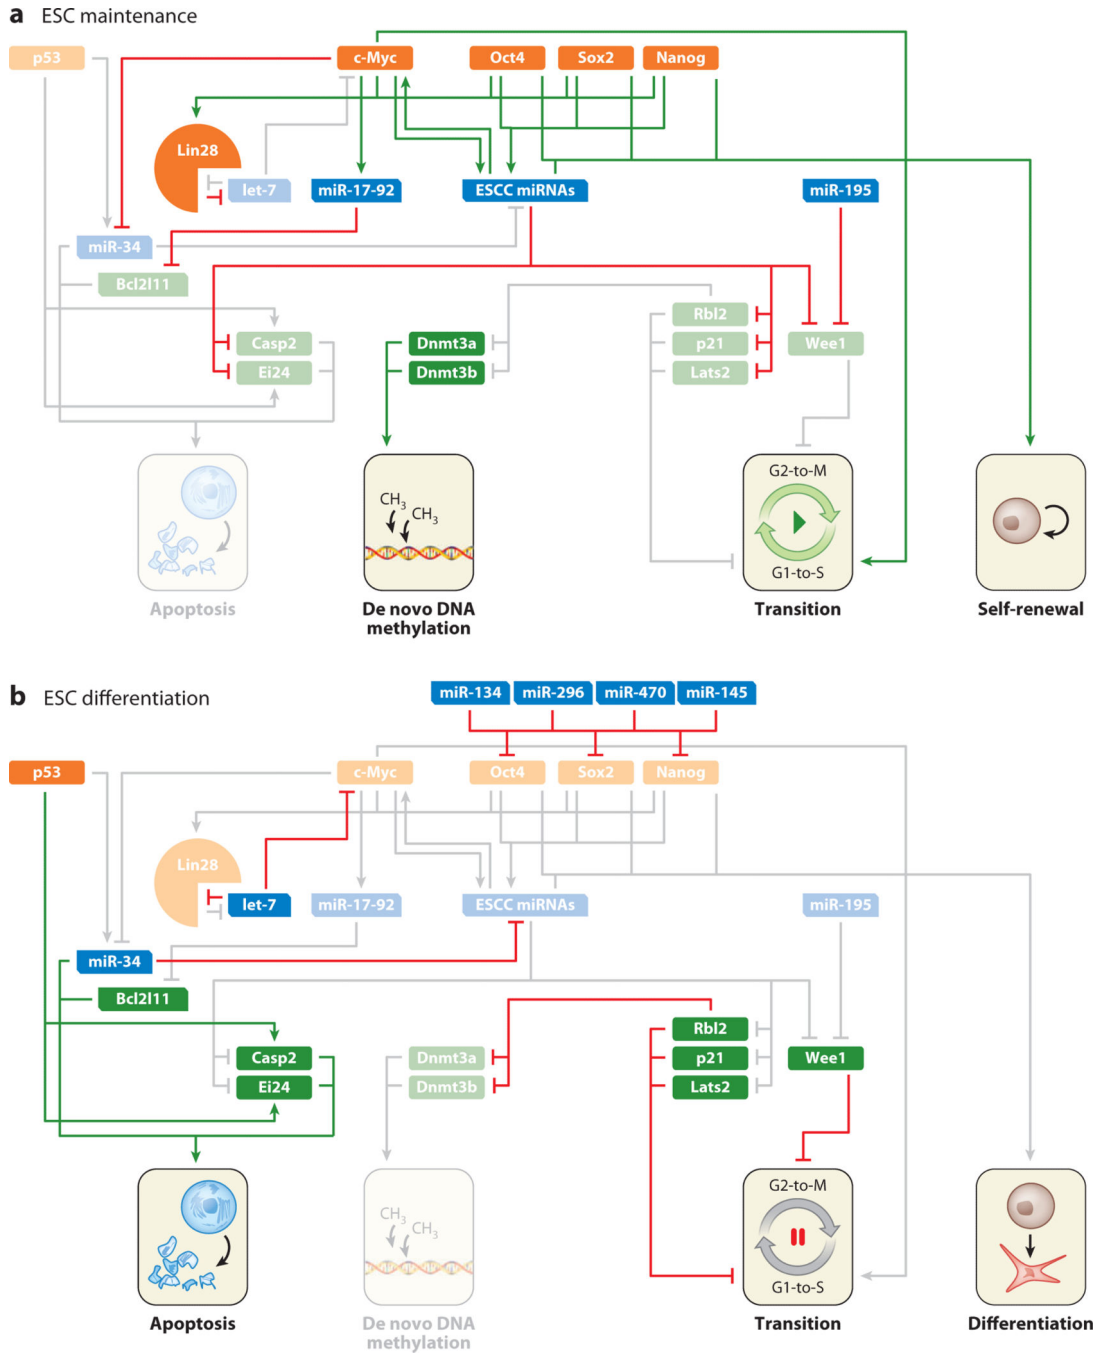 a ESC maintenance
p53
c-Myc
Oct4
Sox2
Nanog
Lin28
let-7
miR-17-92
ESCC miRNAs
miR-195
miR-34
Bcl2l11
Rbl2
Casp2
Dnmt3a
p21
Wee1
Ei24
Dnmt3b
Lats2
G2-to-M
CH3
CH3
G1-to-S
Apoptosis
De novo DNA
methylation
Transition
Self-renewal
b ESC differentiation
miR-134
miR-296
miR-470
miR-145
p53
c-Myc
Oct4
Sox2
Nanog
Lin28
let-7
miR-17-92
ESCC miRNAs
miR-195
miR-34
Bcl2l11
Rbl2
Casp2
Dnmt3a
p21
Wee1
Ei24
Dnmt3b
Lats2
G2-to-M
CH3
CH3
G1-to-S
Apoptosis
De novo DNA
methylation
Transition
Differentiation